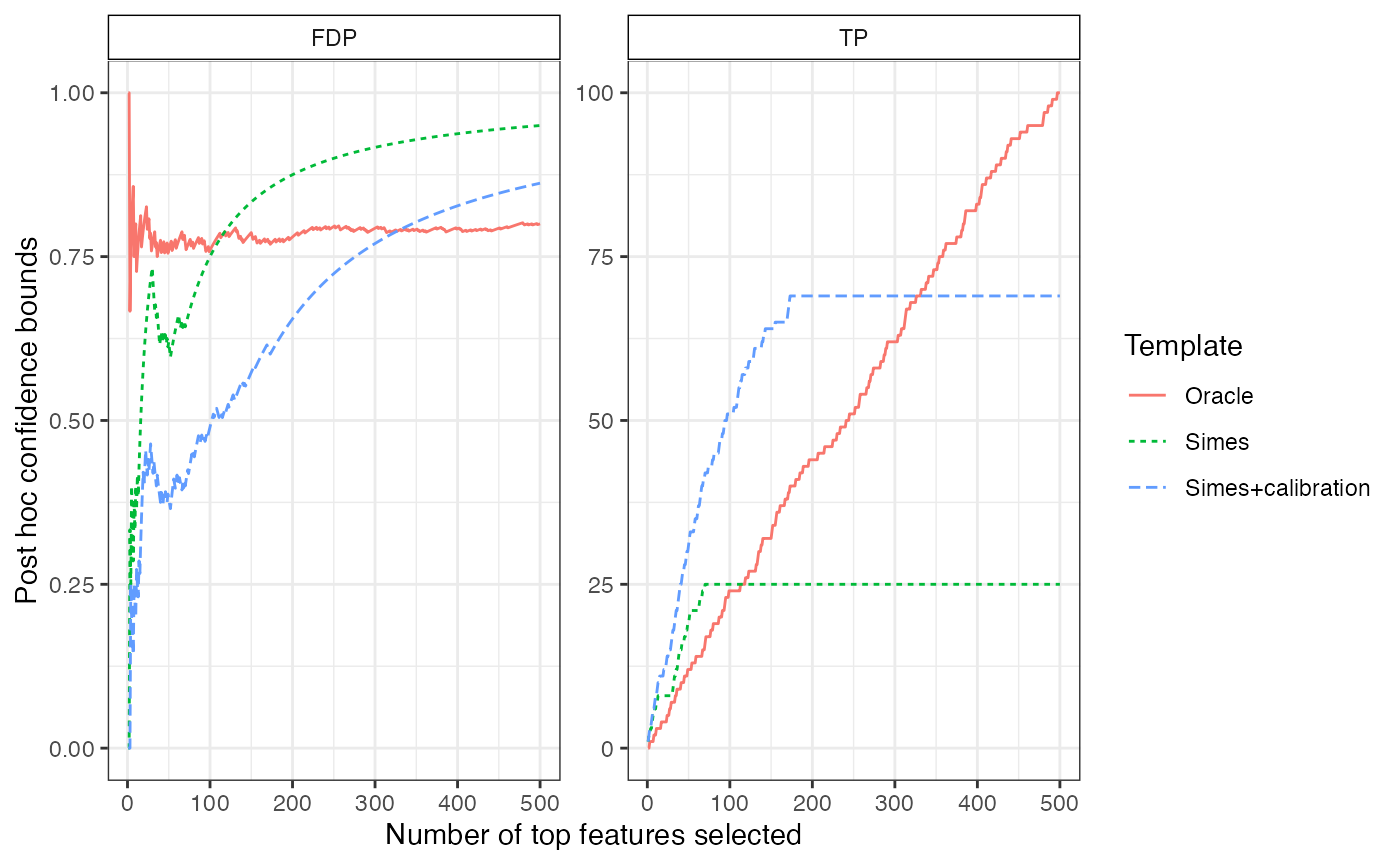 FDP
TP
Post hoc confidence bounds
1.00
0.75
0.50
0.25
0.00
100
75
50
25
0
0 100 200 300 400 500
0 100 200 300 400 500
Number of top features selected
Template
Oracle
Simes
Simes+calibration